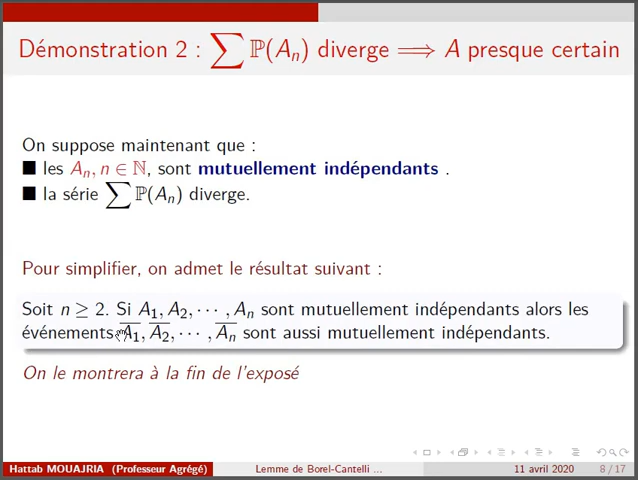 Démonstration 2 : ∑ ℙ(Aₙ) diverge ⟹ A presque certain
On suppose maintenant que :
les Aₙ, n ∈ ℕ, sont mutuellement indépendants .
la série ∑ ℙ(Aₙ) diverge.
Pour simplifier, on admet le résultat suivant :
Soit n ≥ 2. Si A₁, A₂, ⋯ , Aₙ sont mutuellement indépendants alors les
événements A̅₁, A̅₂, ⋯ , A̅ₙ sont aussi mutuellement indépendants.
On le montrera à la fin de l'exposé
Hattab MOUAJRIA (Professeur Agrégé) Lemme de Borel-Cantelli ... 11 avril 2020 8 / 17